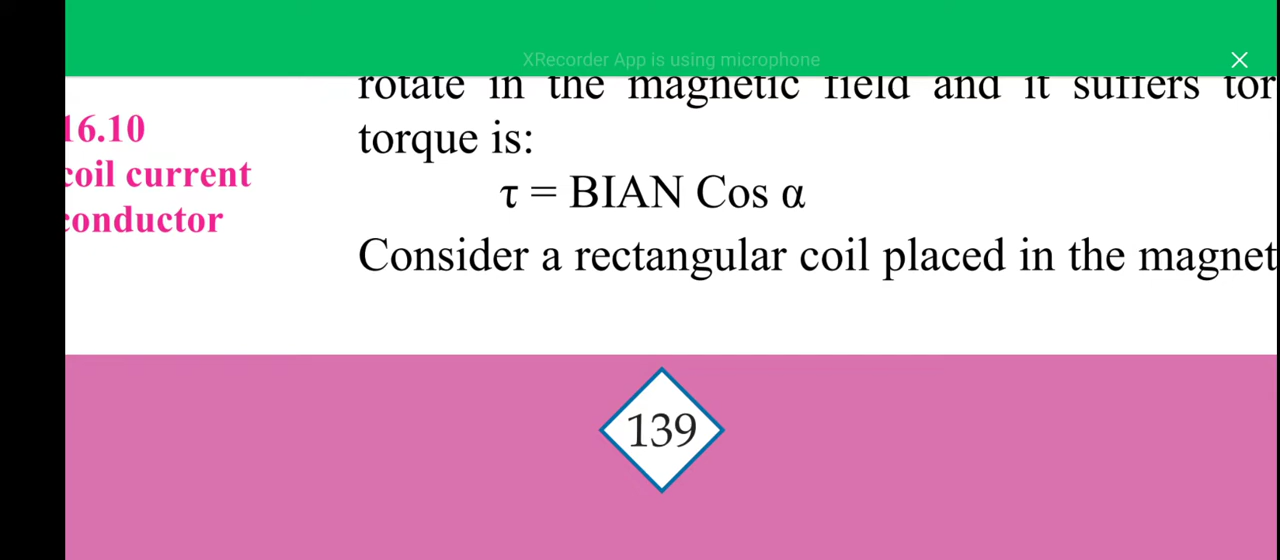 XRecorder App is using microphone
rotate in the magnetic field and it suffers tor
16.10
coil current
conductor
torque is:
τ = BIAN Cos α
Consider a rectangular coil placed in the magnet
139